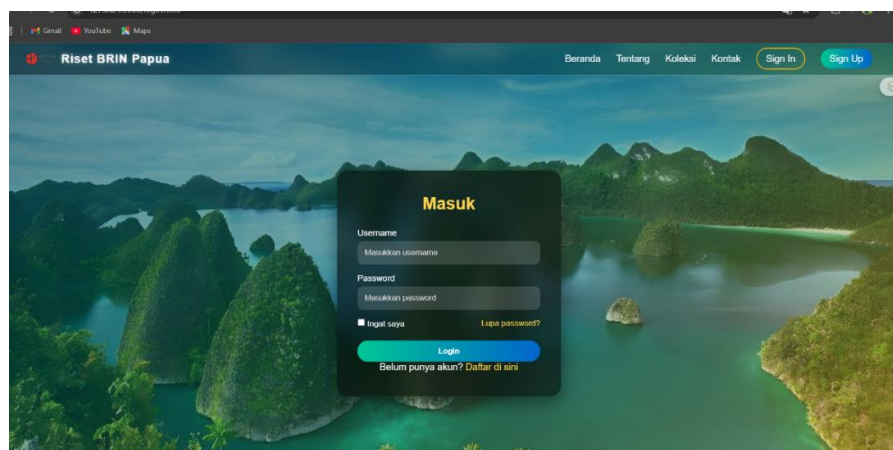 Gmail YouTube Maps
Riset BRIN Papua Beranda Tentang Koleksi Kontak Sign In Sign Up
Masuk
Username
Masukkan username
Password
Masukkan password
Ingat saya Lupa password?
Login
Belum punya akun? Daftar di sini